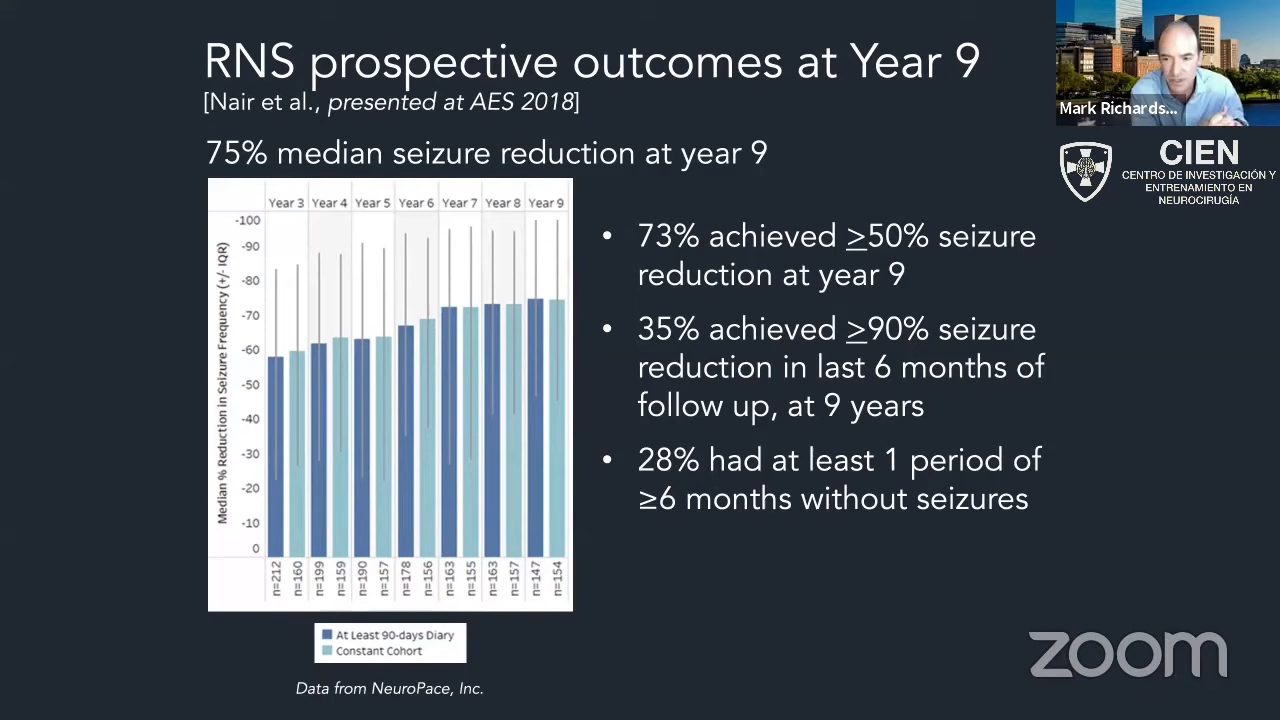 RNS prospective outcomes at Year 9
[Nair et al., presented at AES 2018]
75% median seizure reduction at year 9
Year 3 Year 4 Year 5 Year 6 Year 7 Year 8 Year 9
Median % Reduction in Seizure Frequency (+/- IQR)
-100
-90
-80
-70
-60
-50
-40
-30
-20
-10
0
n=212
n=160
n=199
n=159
n=190
n=157
n=178
n=156
n=163
n=155
n=163
n=157
n=147
n=154
At Least 90-days Diary
Constant Cohort
Data from NeuroPace, Inc.
• 73% achieved ≥50% seizure
reduction at year 9
• 35% achieved ≥90% seizure
reduction in last 6 months of
follow up, at 9 years
• 28% had at least 1 period of
≥6 months without seizures
Mark Richards...
CIEN
CENTRO DE INVESTIGACIÓN Y
ENTRENAMIENTO EN
NEUROCIRUGÍA
zoom